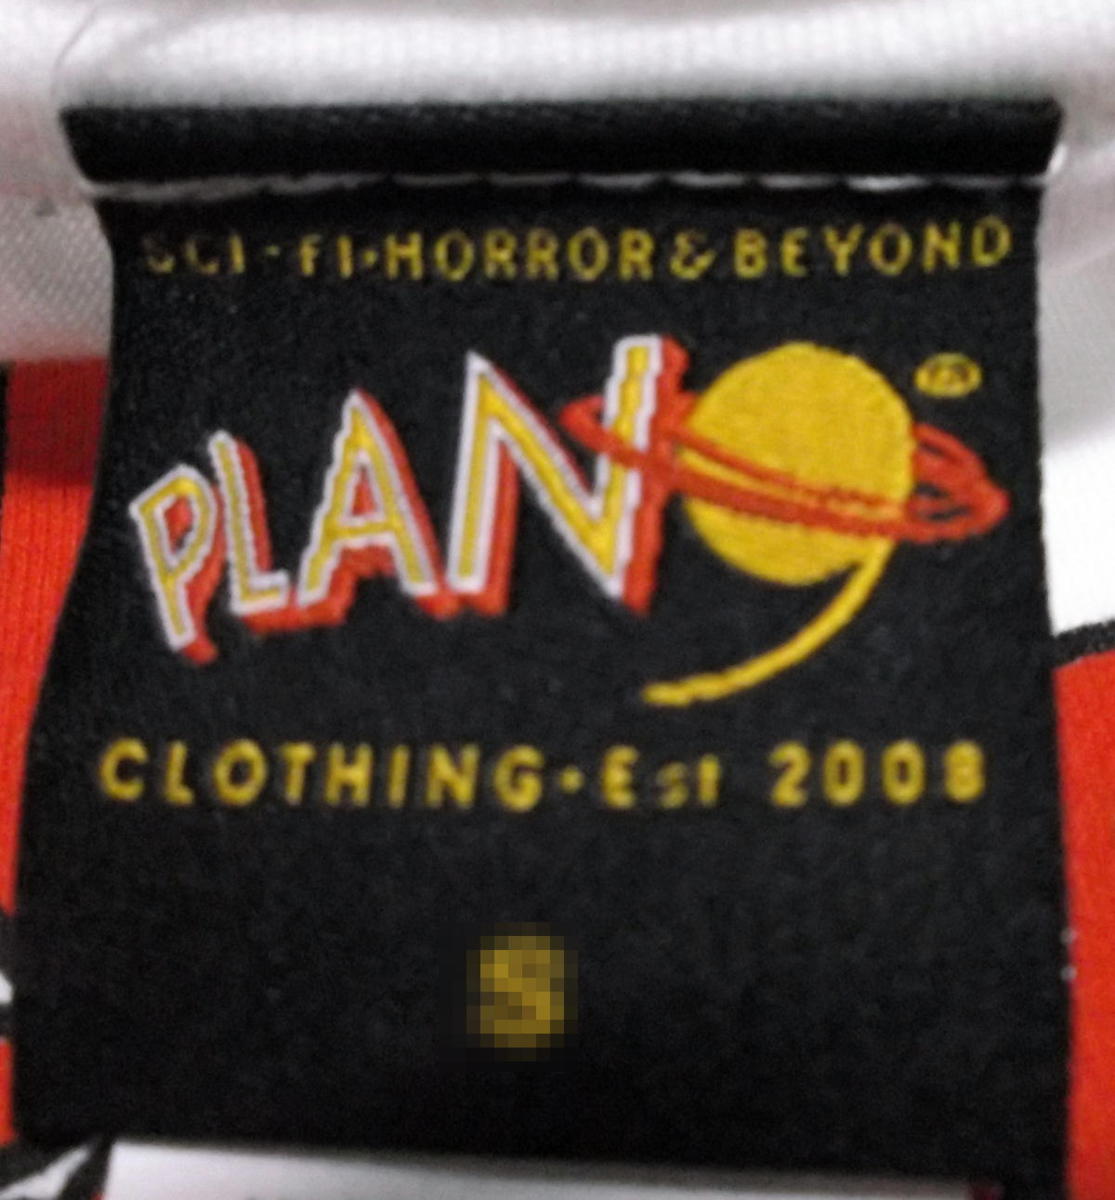 SCI-FI•HORROR & BEYOND
PLAN9 ®
CLOTHING•Est 2008